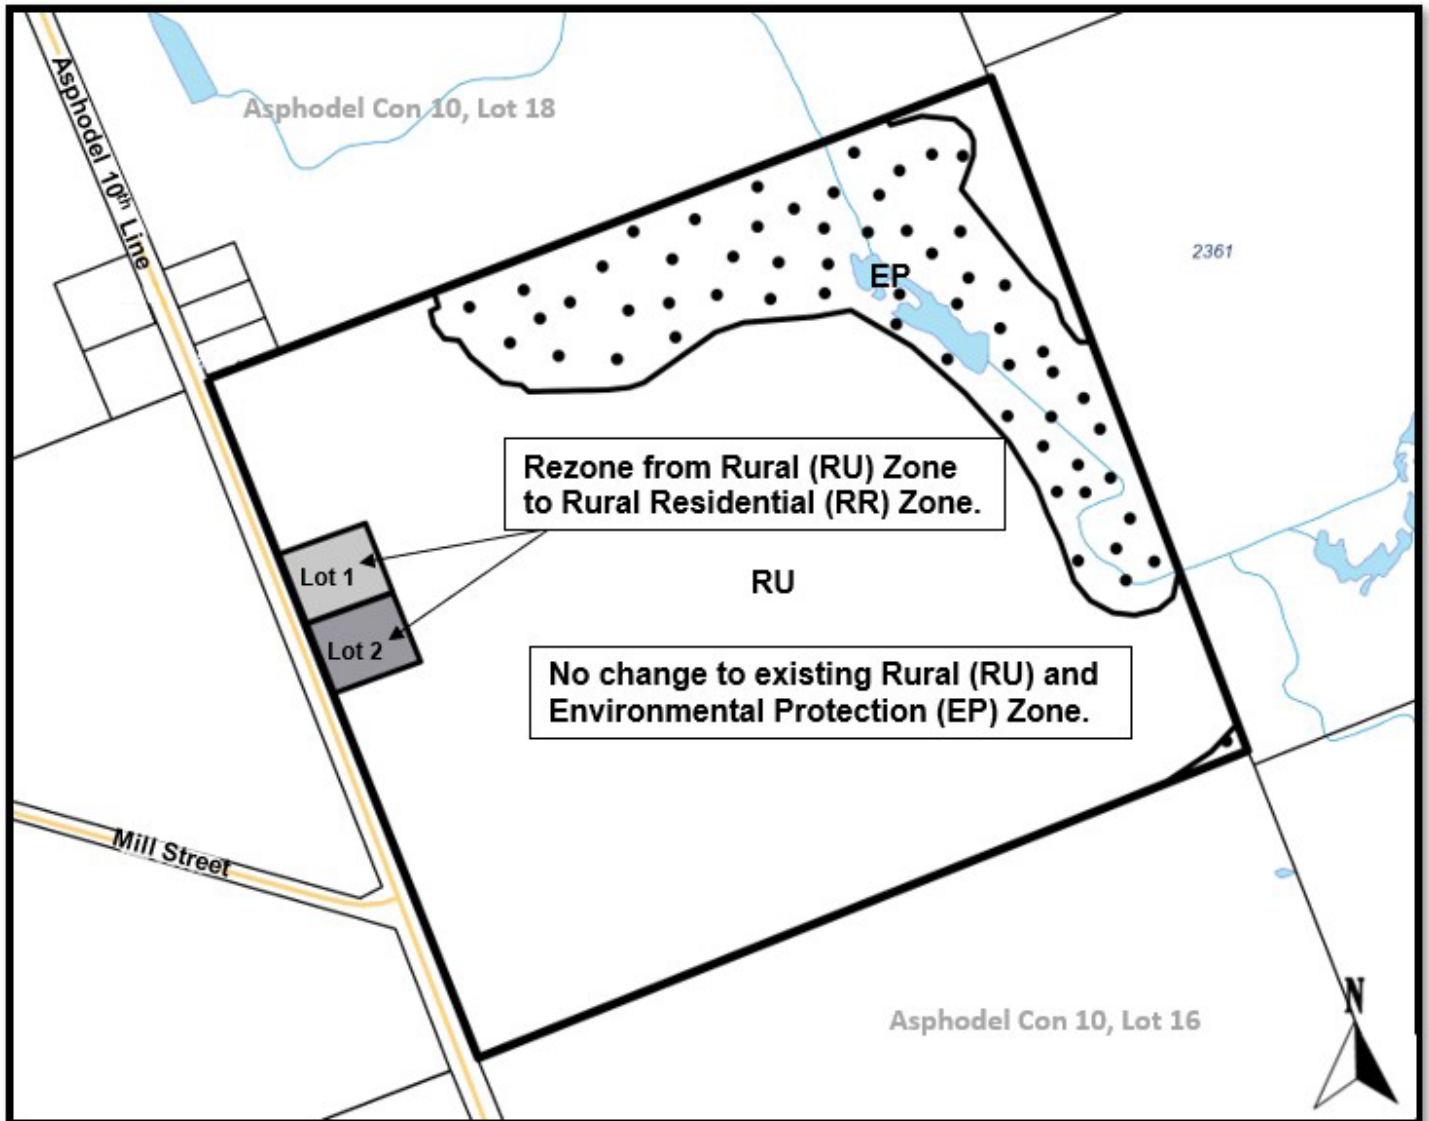 Asphodel Con 10, Lot 18
Asphodel 10th Line
2361
EP
Rezone from Rural (RU) Zone
to Rural Residential (RR) Zone.
Lot 1
RU
Lot 2
No change to existing Rural (RU) and
Environmental Protection (EP) Zone.
Mill Street
N
Asphodel Con 10, Lot 16